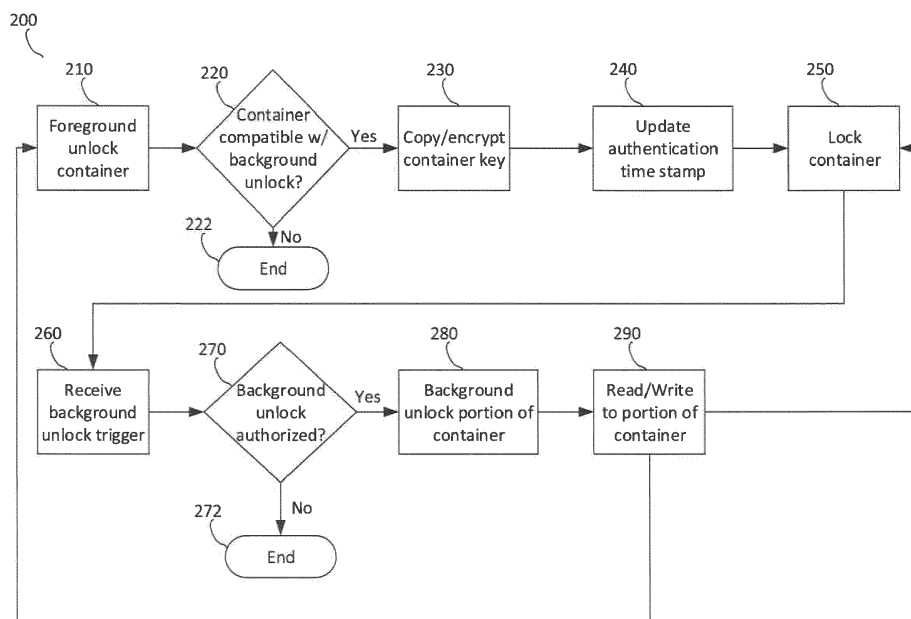 200
210
220
230
240
250
Foreground
unlock
container
Container
compatible w/
background
unlock?
Yes
Copy/encrypt
container key
Update
authentication
time stamp
Lock
container
222
No
End
260
270
280
290
Receive
background
unlock trigger
Background
unlock
authorized?
Yes
Background
unlock portion of
container
Read/Write
to portion of
container
272
No
End